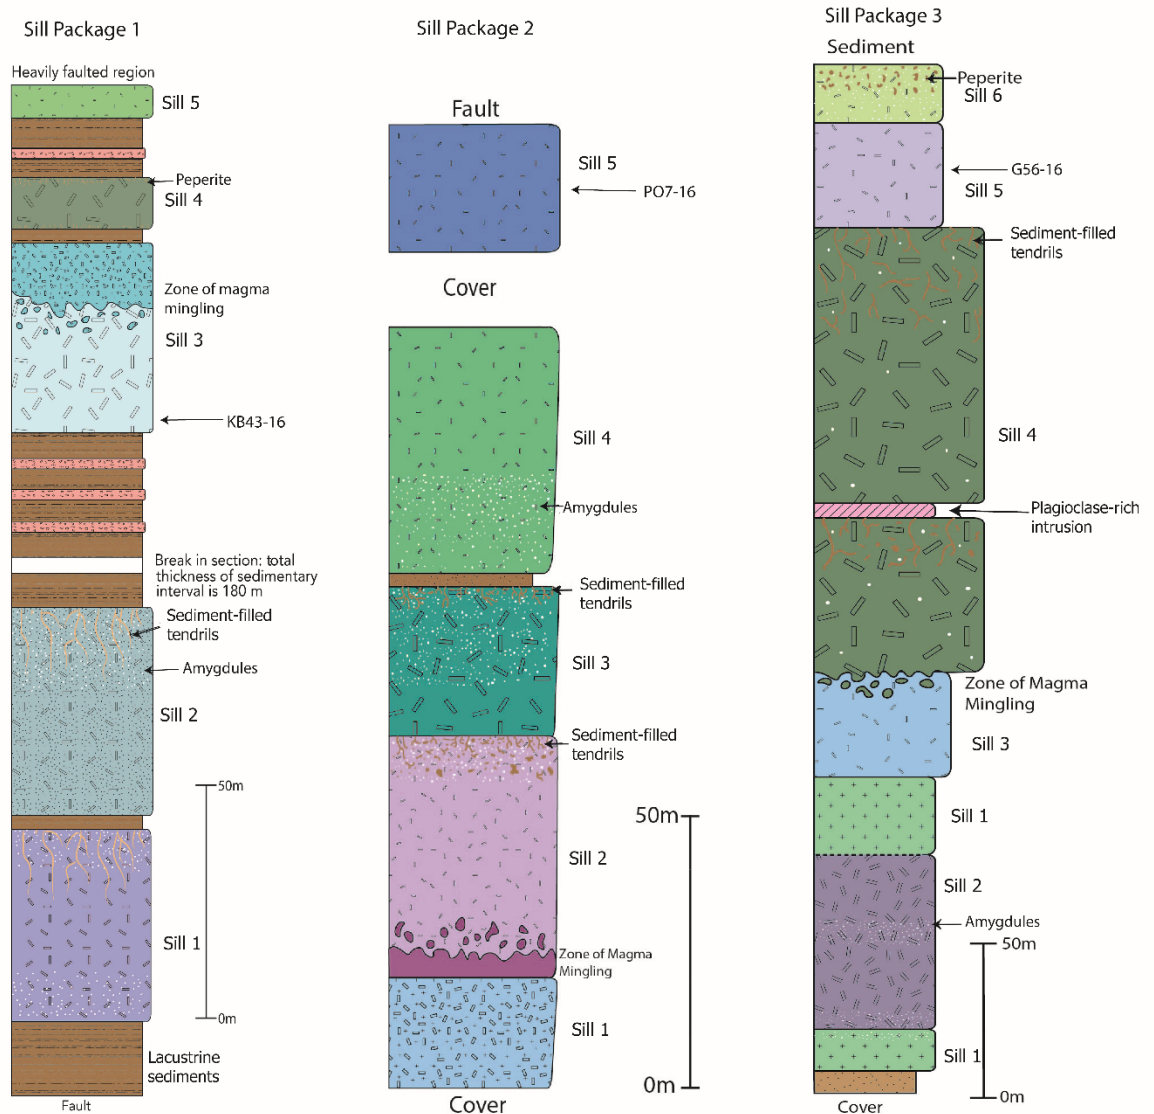 Sill Package 1
Heavily faulted region
Sill 5
Peperite
Sill 4
Zone of magma
mingling
Sill 3
KB43-16
Break in section: total
thickness of sedimentary
interval is 180 m
Sediment-filled
tendrils
Amygdules
Sill 2
50m
Sill 1
0m
Lacustrine
sediments
Fault
Sill Package 2
Fault
Sill 5
PO7-16
Cover
Sill 4
Amygdules
Sediment-filled
tendrils
Sill 3
Sediment-filled
tendrils
50m
Sill 2
Zone of Magma
Mingling
Sill 1
0m
Cover
Sill Package 3
Sediment
Peperite
Sill 6
G56-16
Sill 5
Sediment-filled
tendrils
Sill 4
Plagioclase-rich
intrusion
Zone of Magma
Mingling
Sill 3
Sill 1
Sill 2
Amygdules
50m
Sill 1
0m
Cover